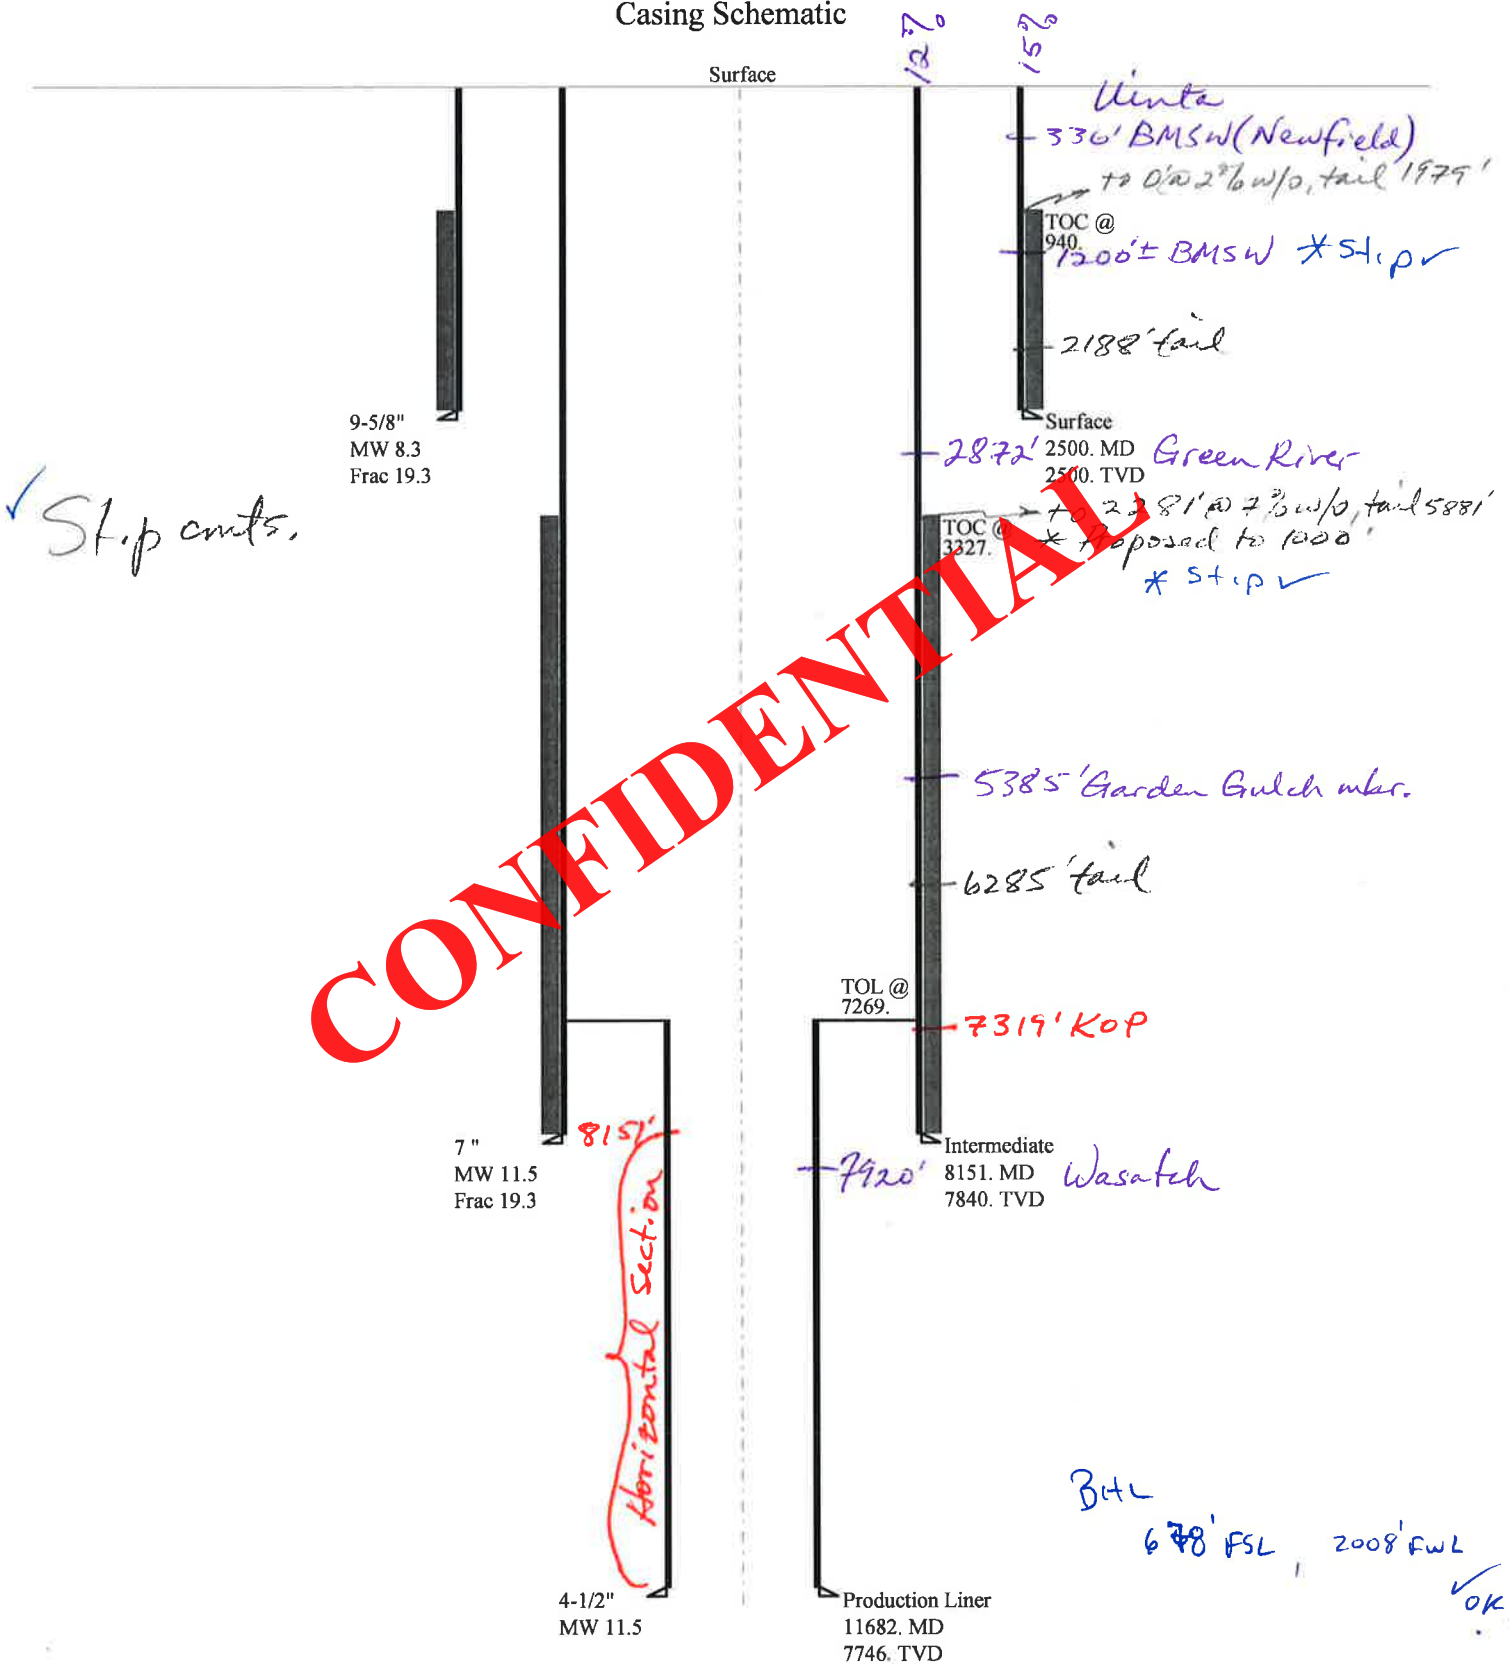 Casing Schematic
12%
15%
Surface
Uinta
336' BMSW (Newfield)
to 0' @ 2% w/o, tail 1979'
TOC @
940.
1200'± BMSW * Stip ✓
2188' tail
9-5/8"
MW 8.3
Frac 19.3
Surface
2500. MD
2500. TVD
2872'
Green River
✓ Stip cmts.
to 2281' @ 7% w/o, tail 5881'
TOC @
3327.
* Proposed to 1000'
* Stip ✓
CONFIDENTIAL
5385' Garden Gulch mkr.
6285' tail
TOL @
7269.
7319' KOP
8151'
7 "
MW 11.5
Frac 19.3
Intermediate
8151. MD
7840. TVD
7920'
Wasatch
Horizontal Section
BHL
678' FSL, 2008' FWL
✓ OK
4-1/2"
MW 11.5
Production Liner
11682. MD
7746. TVD